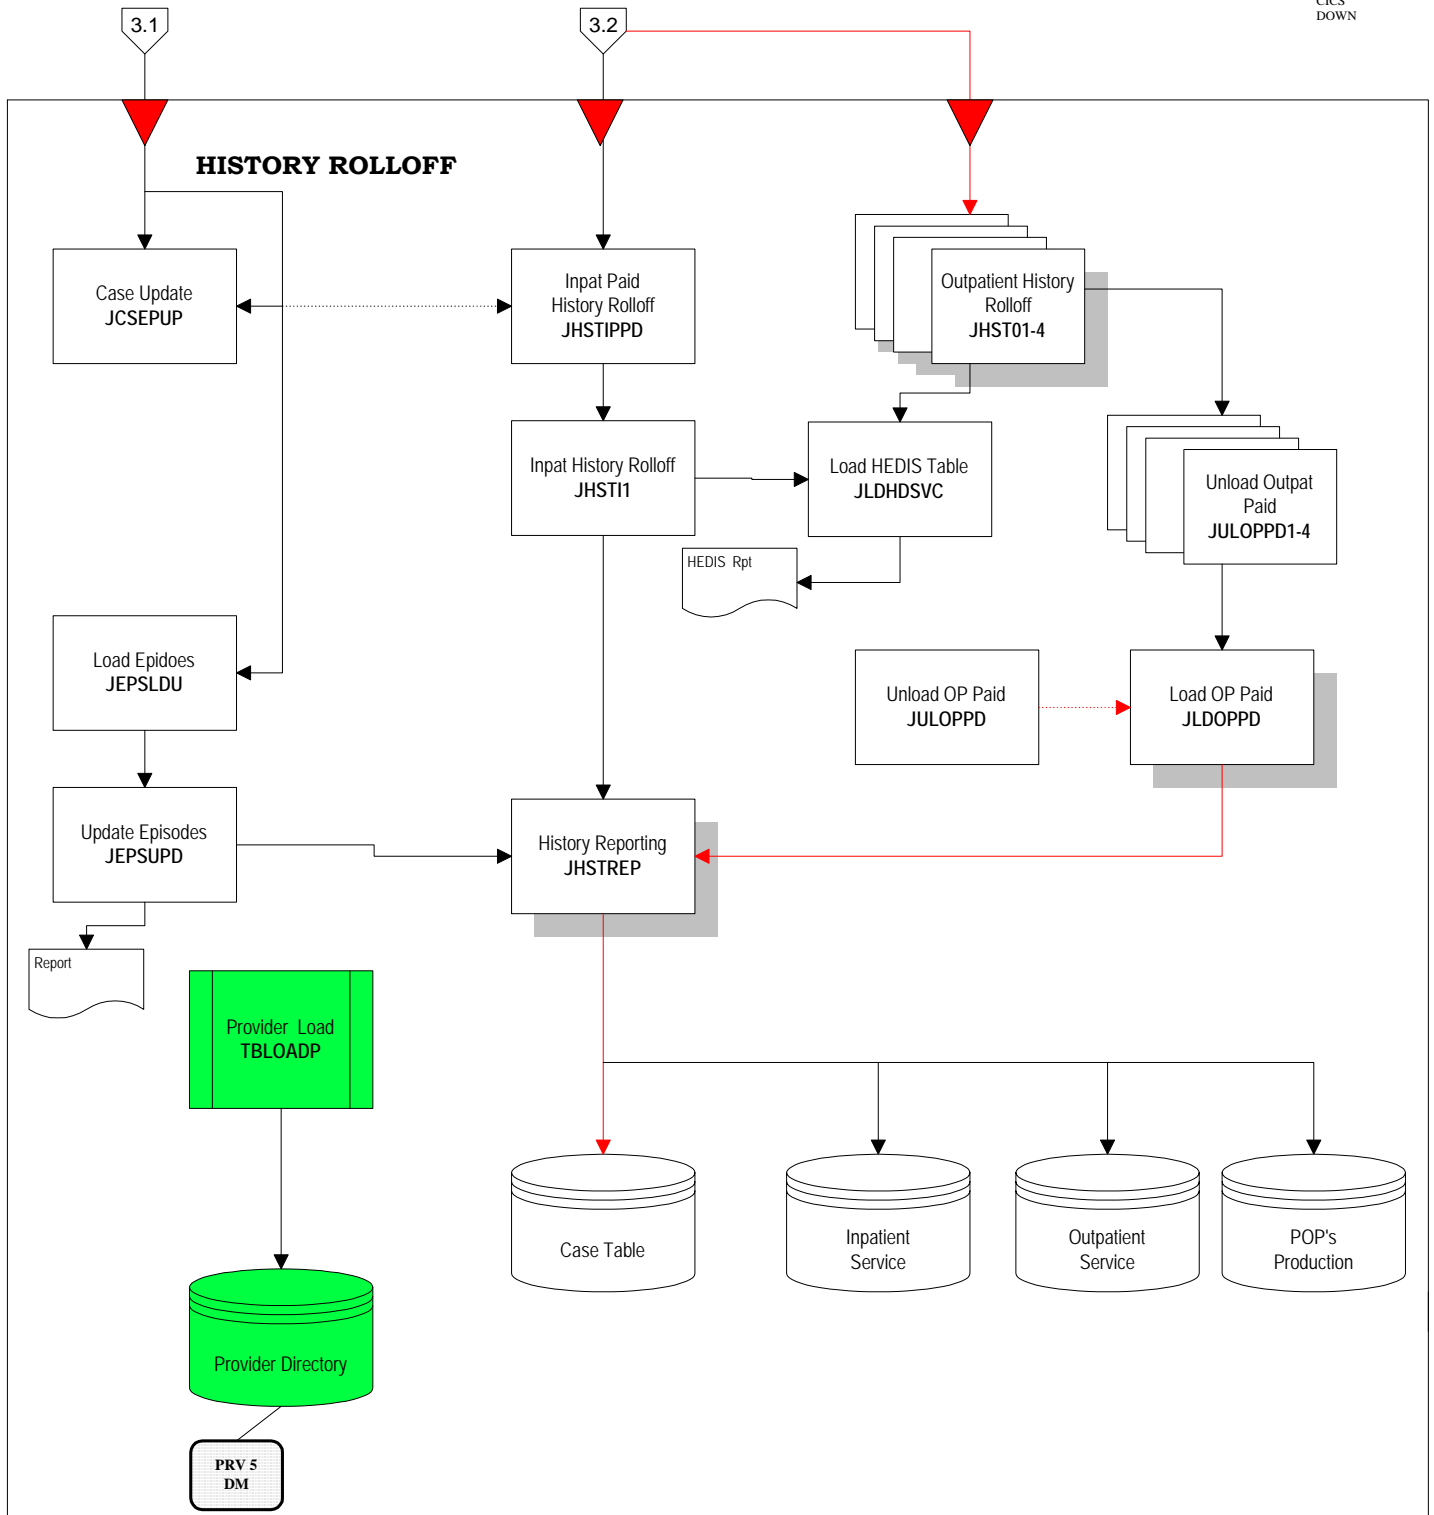 3.1
3.2
CICS
DOWN
HISTORY ROLLOFF
Case Update
JCSEPUP
Inpat Paid
History Rolloff
JHSTIPPD
Outpatient History
Rolloff
JHST01-4
Inpat History Rolloff
JHSTI1
Load HEDIS Table
JLDHDSVC
Unload Outpat
Paid
JULOPPD1-4
HEDIS Rpt
Load Epidoes
JEPSLDU
Unload OP Paid
JULOPPD
Load OP Paid
JLDOPPD
Update Episodes
JEPSUPD
History Reporting
JHSTREP
Report
Provider Load
TBLOADP
Case Table
Inpatient
Service
Outpatient
Service
POP's
Production
Provider Directory
PRV 5
DM